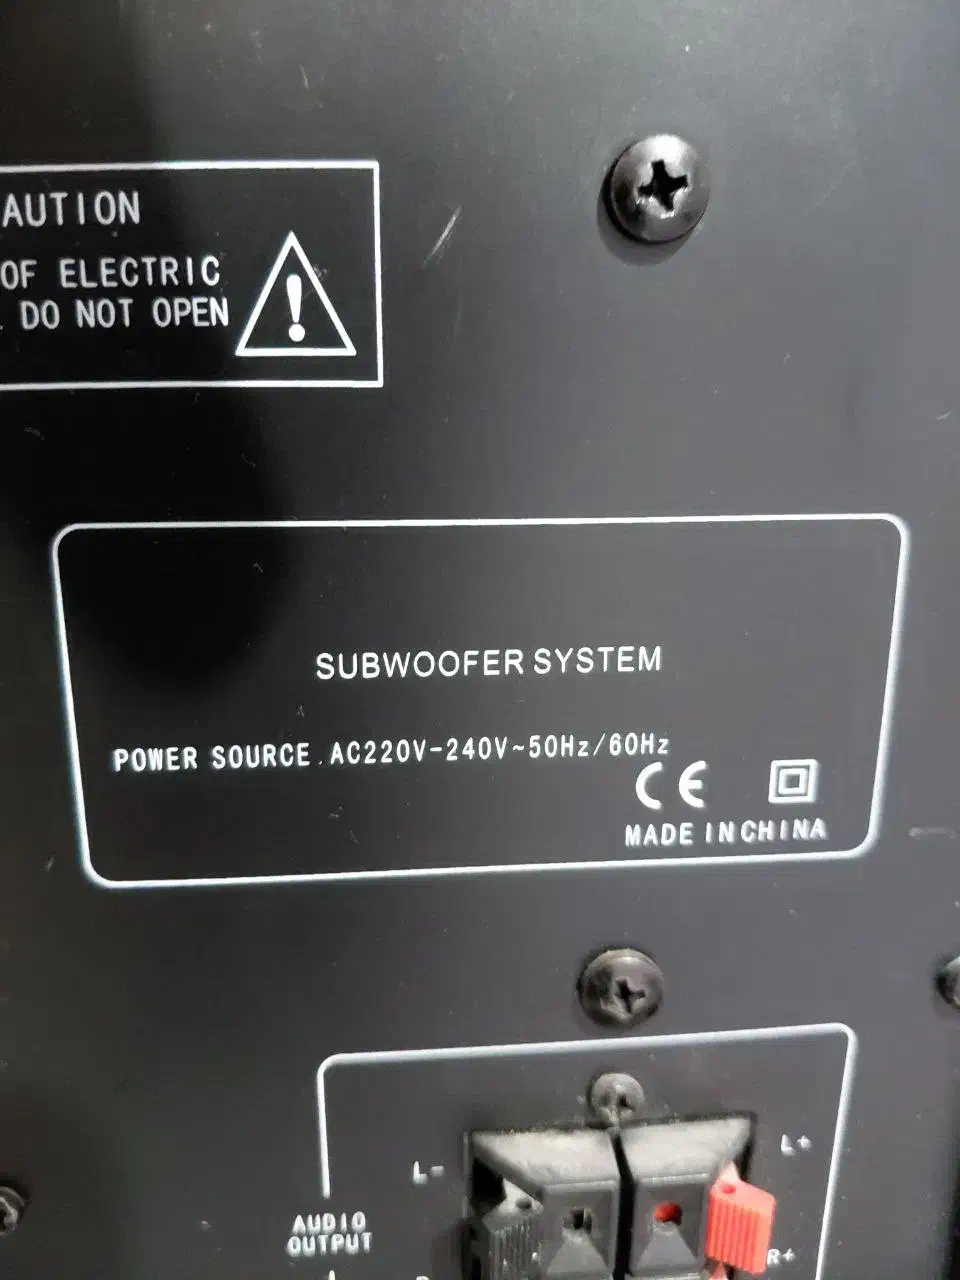 AUTION
OF ELECTRIC
. DO NOT OPEN
SUBWOOFER SYSTEM
POWER SOURCE . AC220V-240V~50Hz/60Hz
CE
MADE IN CHINA
L- L+
AUDIO
OUTPUT
R+